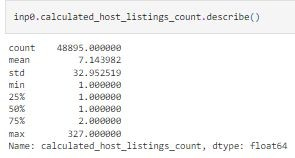 inp0.calculated_host_listings_count.describe()
count 48895.000000
mean 7.143982
std 32.952519
min 1.000000
25% 1.000000
50% 1.000000
75% 2.000000
max 327.000000
Name: calculated_host_listings_count, dtype: float64